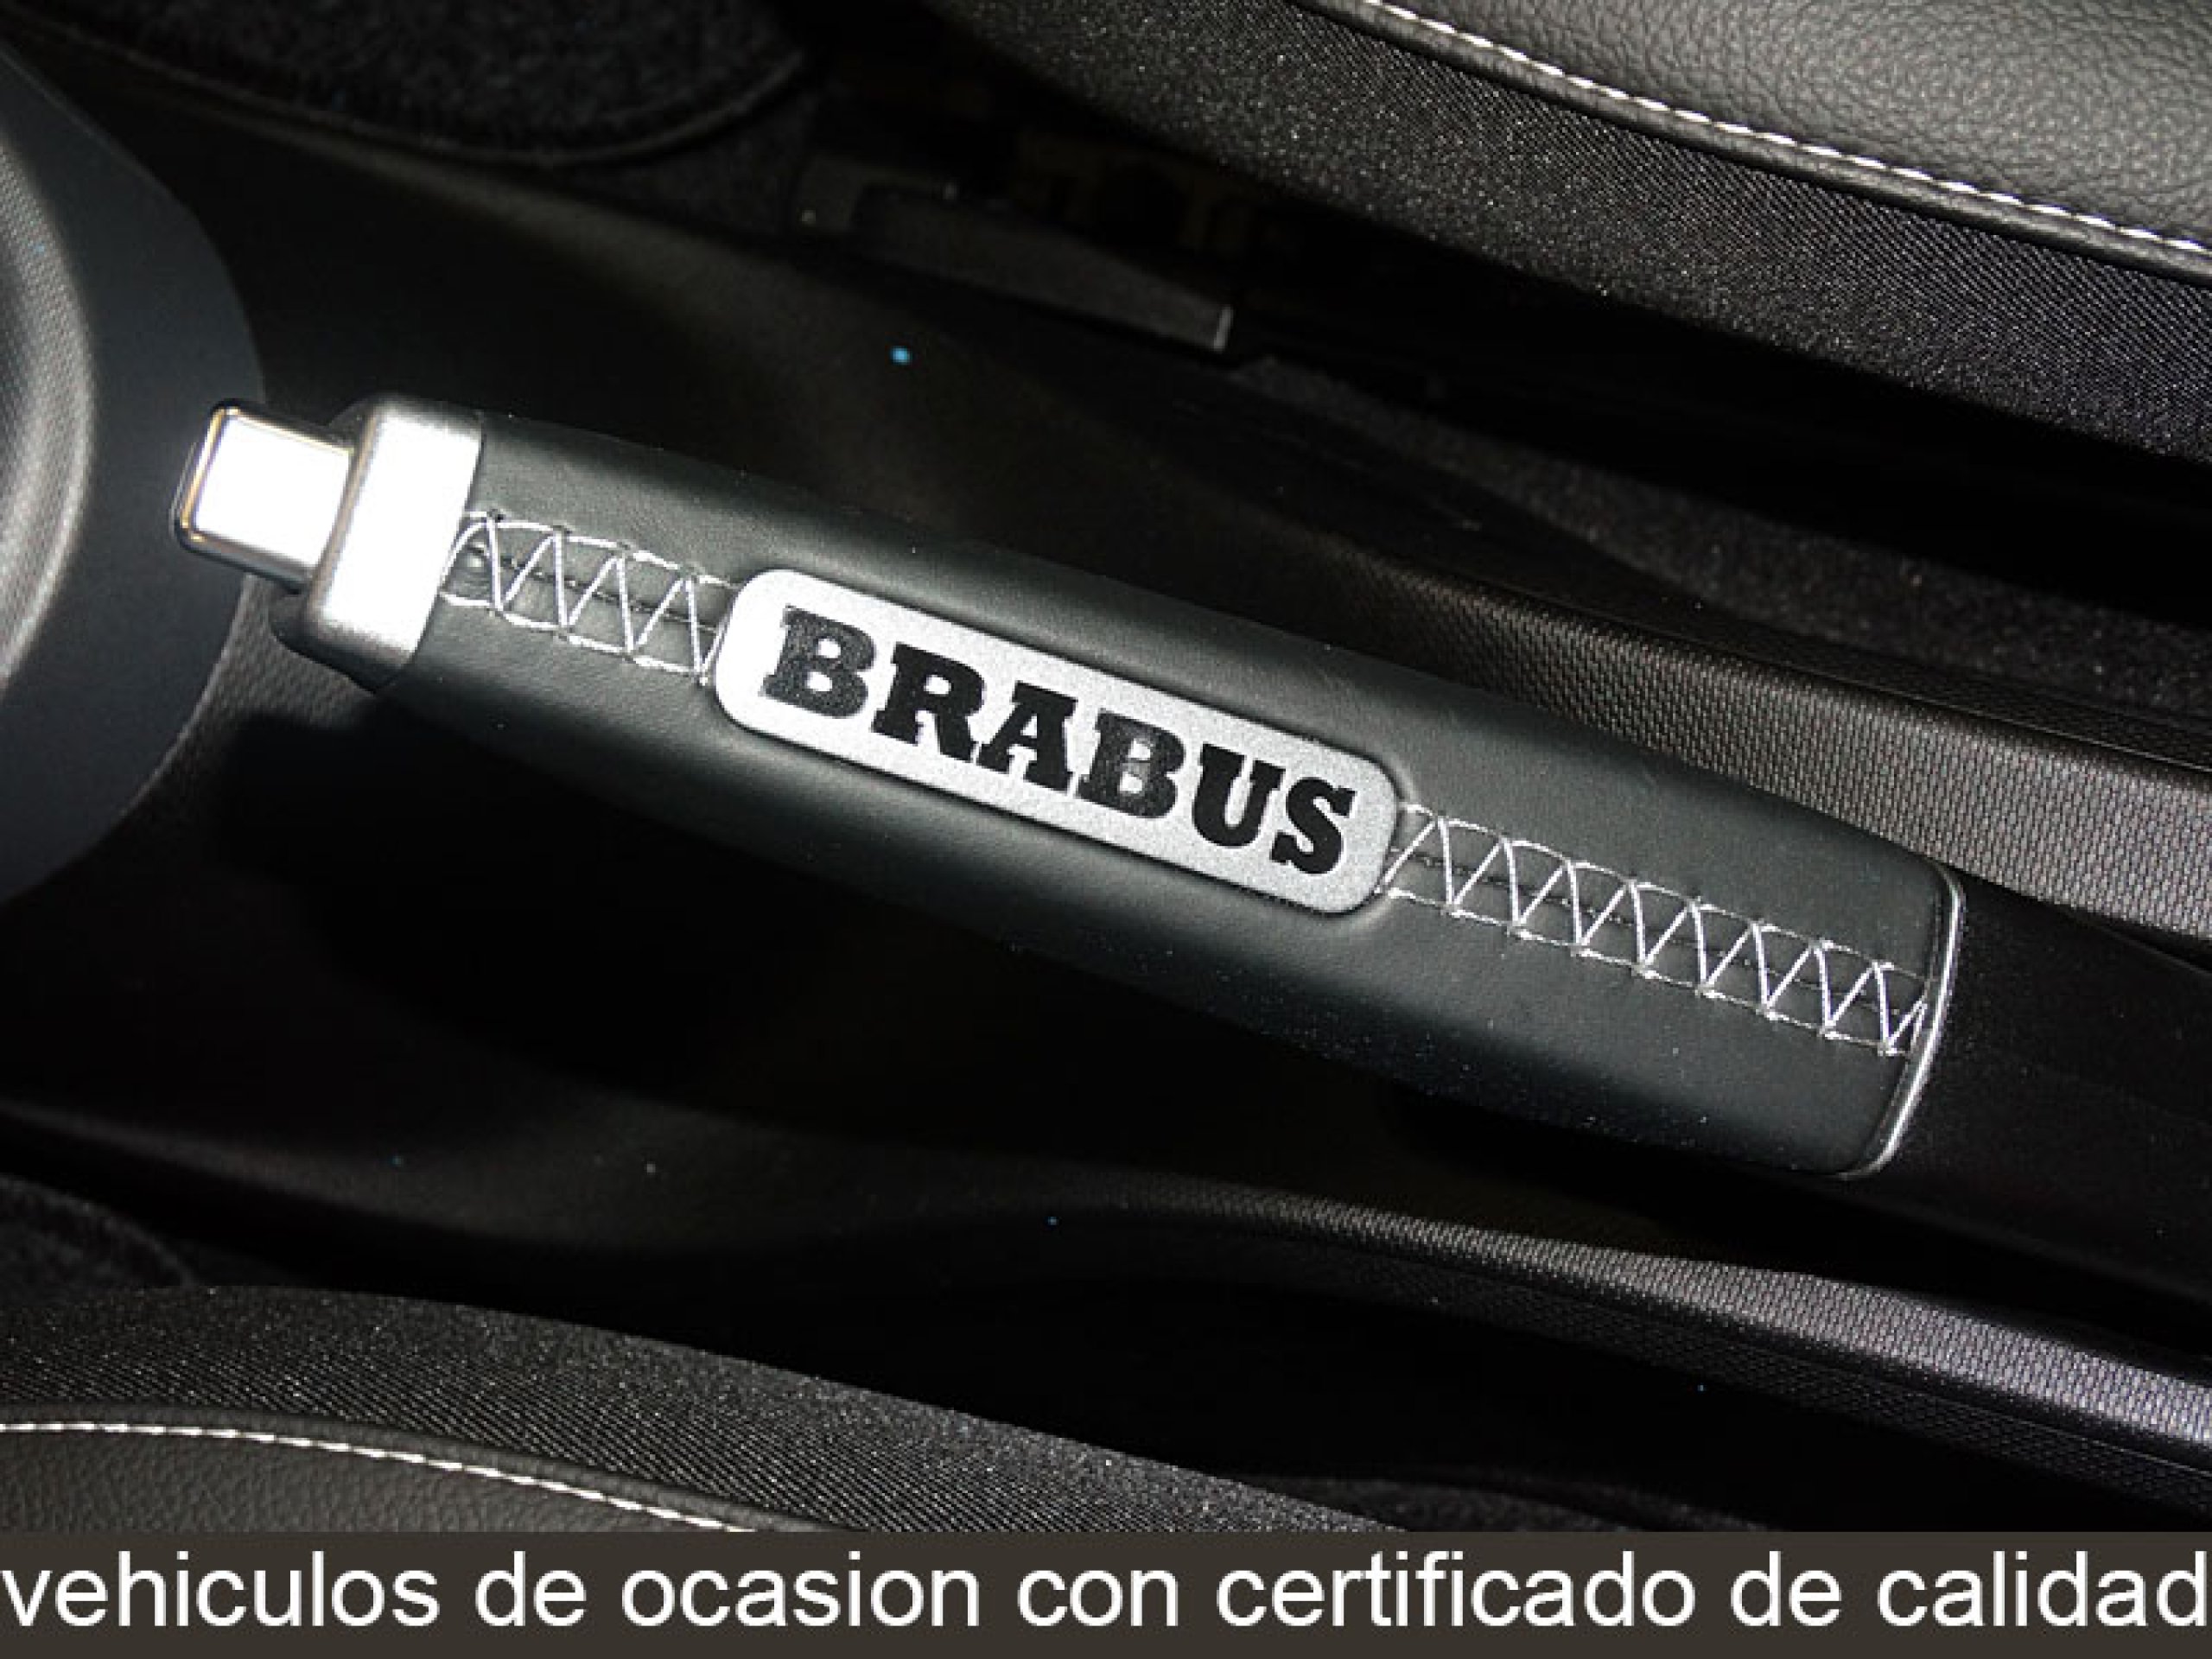 BRABUS
vehiculos de ocasion con certificado de calidad